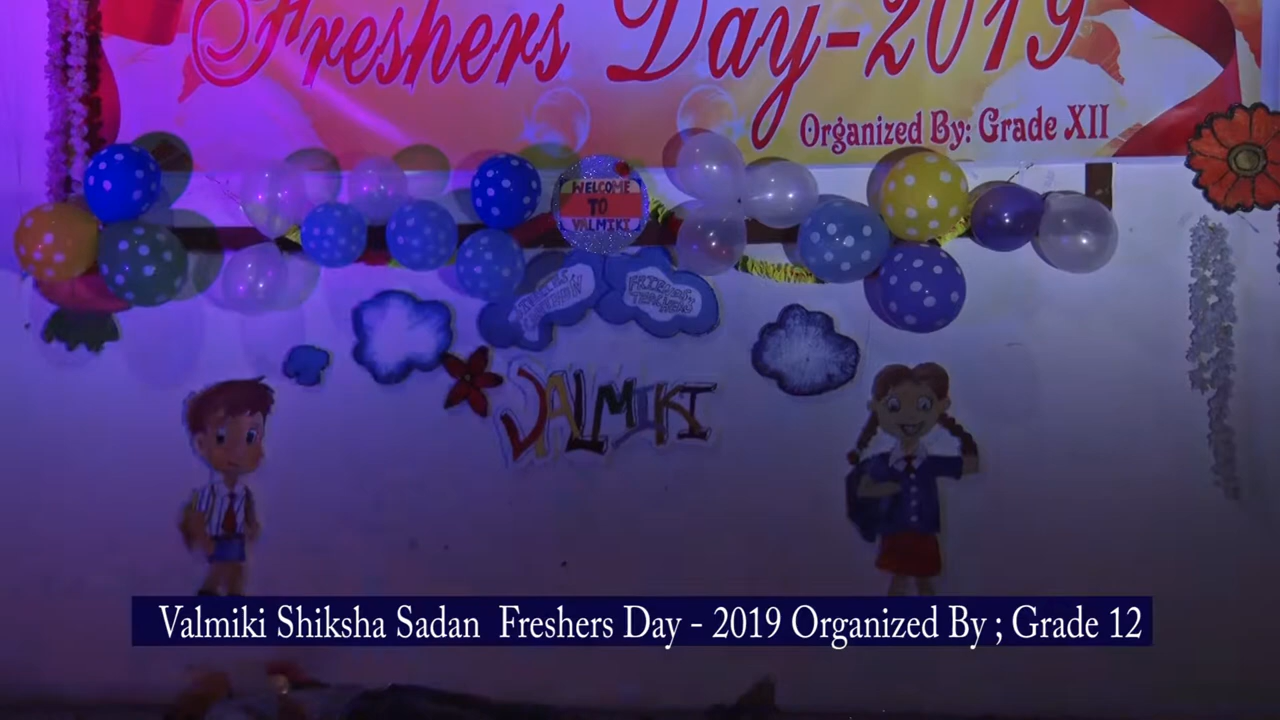 Freshers Day-2019
Organized By: Grade XII
WELCOME
TO
VALMIKI
VALMIKI
Valmiki Shiksha Sadan Freshers Day - 2019 Organized By ; Grade 12